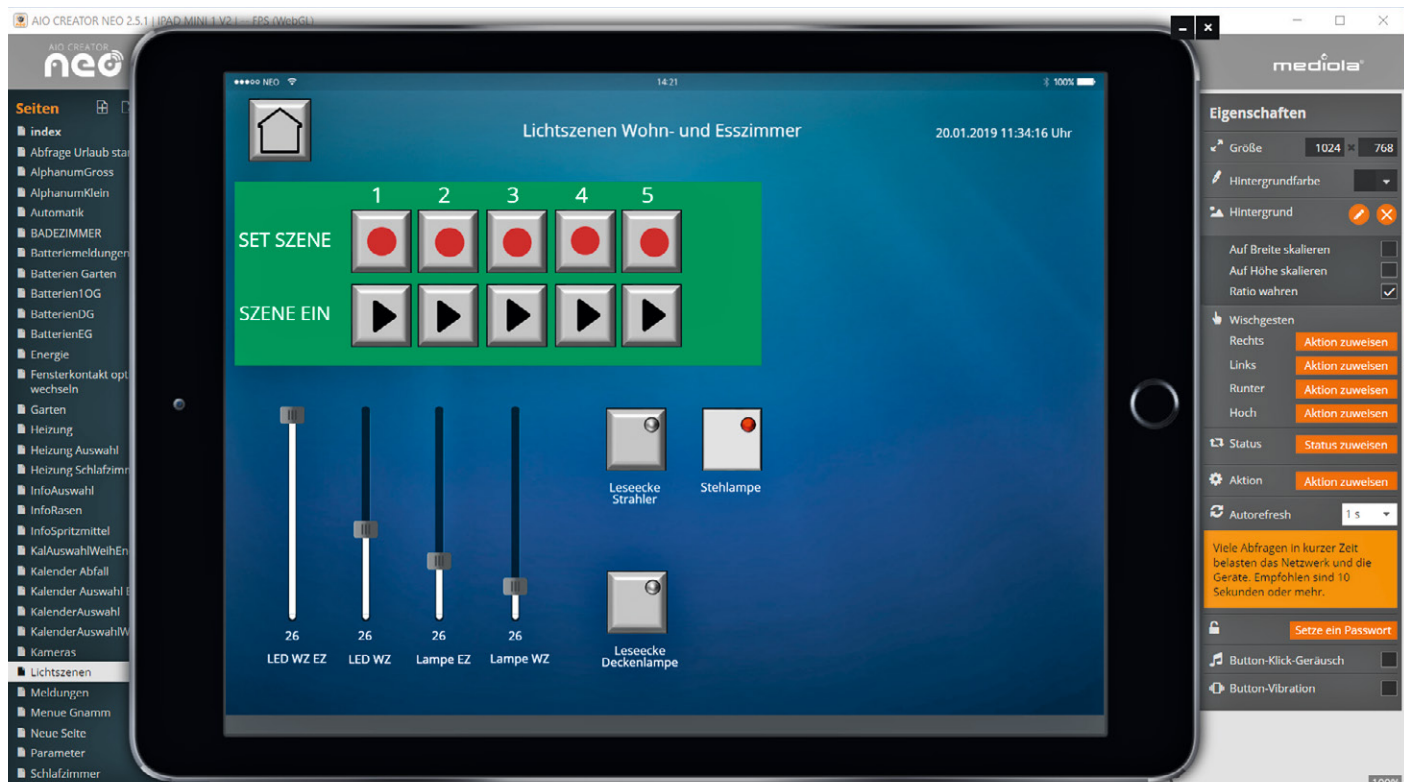 AIO CREATOR NEO 2.5.1 | IPAD MINI 1 V2 | -- FPS (WebGL)
AIO CREATOR
neo
Seiten
index
Abfrage Urlaub
AlphanumGross
AlphanumKlein
Automatik
BADEZIMMER
Batteriemeldungen
Batterien Garten
Batterien1OG
BatterienDG
BatterienEG
Energie
Fensterkontakt opt
wechseln
Garten
Heizung
Heizung Auswahl
Heizung Schlafzimm
InfoAuswahl
InfoRasen
InfoSpritzmittel
KalAuswahlWeihEn
Kalender Abfall
Kalender Auswahl
KalenderAuswahl
KalenderAuswahlW
Kameras
Lichtszenen
Meldungen
Menue Gnamm
Neue Seite
Parameter
Schlafzimmer
NEO
14:21
100%
Lichtszenen Wohn- und Esszimmer
20.01.2019 11:34:16 Uhr
1 2 3 4 5
SET SZENE
SZENE EIN
Leseecke
Strahler
Stehlampe
26 26 26 26
LED WZ EZ LED WZ Lampe EZ Lampe WZ
Leseecke
Deckenlampe
mediola®
Eigenschaften
Größe 1024 × 768
Hintergrundfarbe
Hintergrund
Auf Breite skalieren
Auf Höhe skalieren
Ratio wahren
Wischgesten
Rechts Aktion zuweisen
Links Aktion zuweisen
Runter Aktion zuweisen
Hoch Aktion zuweisen
Status Status zuweisen
Aktion Aktion zuweisen
Autorefresh 1 s
Viele Abfragen in kurzer Zeit
belasten das Netzwerk und die
Geräte. Empfohlen sind 10
Sekunden oder mehr.
Setze ein Passwort
Button-Klick-Geräusch
Button-Vibration
100%